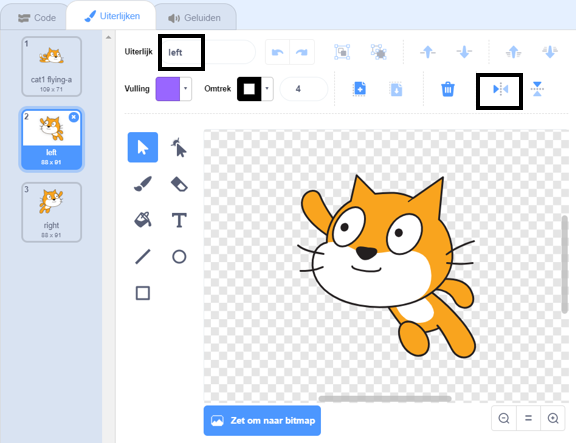 Code
Uiterlijken
Geluiden
1
cat1 flying-a
109 x 71
2
left
88 x 91
3
right
88 x 91
Uiterlijk
left
Vulling
Omtrek
4
T
Zet om naar bitmap